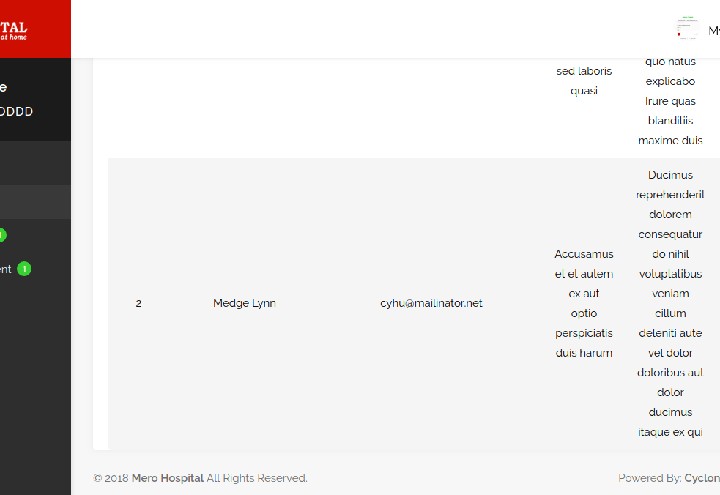 TAL
at home
My
e
DDDD
ent 1
sed laboris
quasi
quo natus
explicabo
Irure quas
blanditiis
maxime duis
2
Medge Lynn
cyhu@mailinator.net
Accusamus
et et autem
ex aut
optio
perspiciatis
duis harum
Ducimus
reprehenderit
dolorem
consequatur
do nihil
voluptatibus
veniam
cillum
deleniti aute
vel dolor
doloribus aut
dolor
ducimus
itaque ex qui
© 2018 Mero Hospital All Rights Reserved.
Powered By: Cyclon